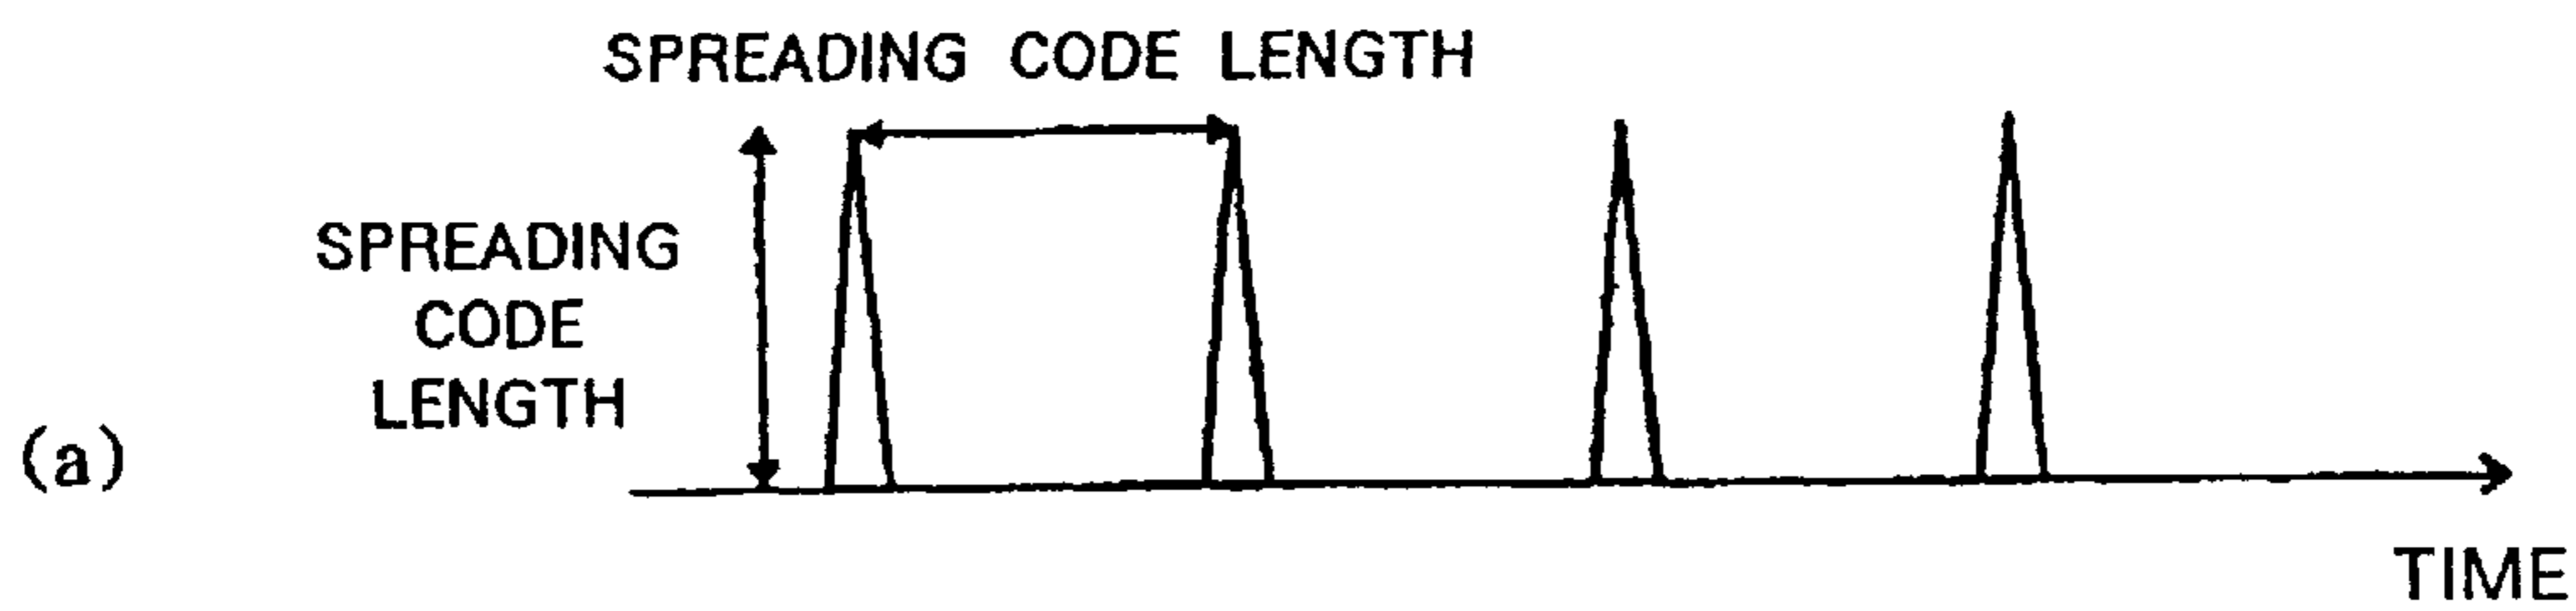 SPREADING CODE LENGTH
SPREADING
CODE
LENGTH
(a)
TIME